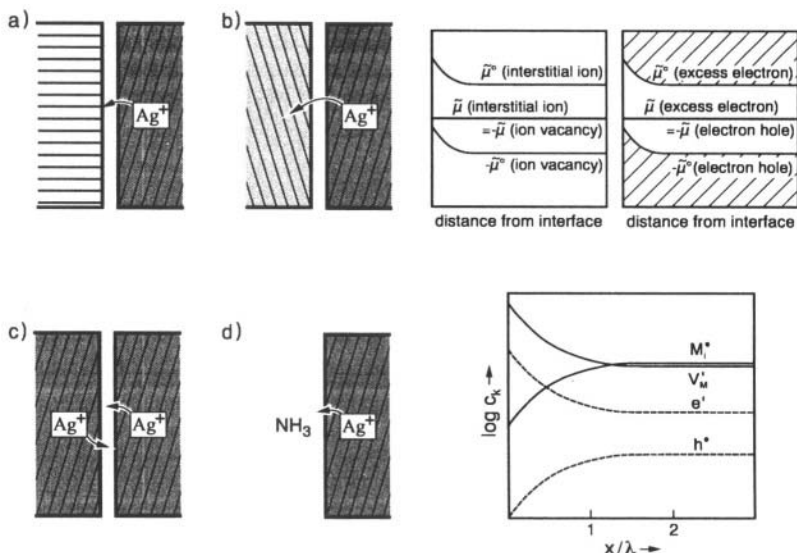 a)
Ag⁺
b)
Ag⁺
μ̃° (interstitial ion)
μ̃ (interstitial ion)
=-μ̃ (ion vacancy)
-μ̃° (ion vacancy)
distance from interface
μ̃° (excess electron)
μ̃ (excess electron)
=-μ̃ (electron hole)
-μ̃° (electron hole)
distance from interface
c)
Ag⁺
Ag⁺
d)
NH₃
Ag⁺
log cₖ →
Mᵢ•
V'ₘ
e'
h•
1
2
x/λ →